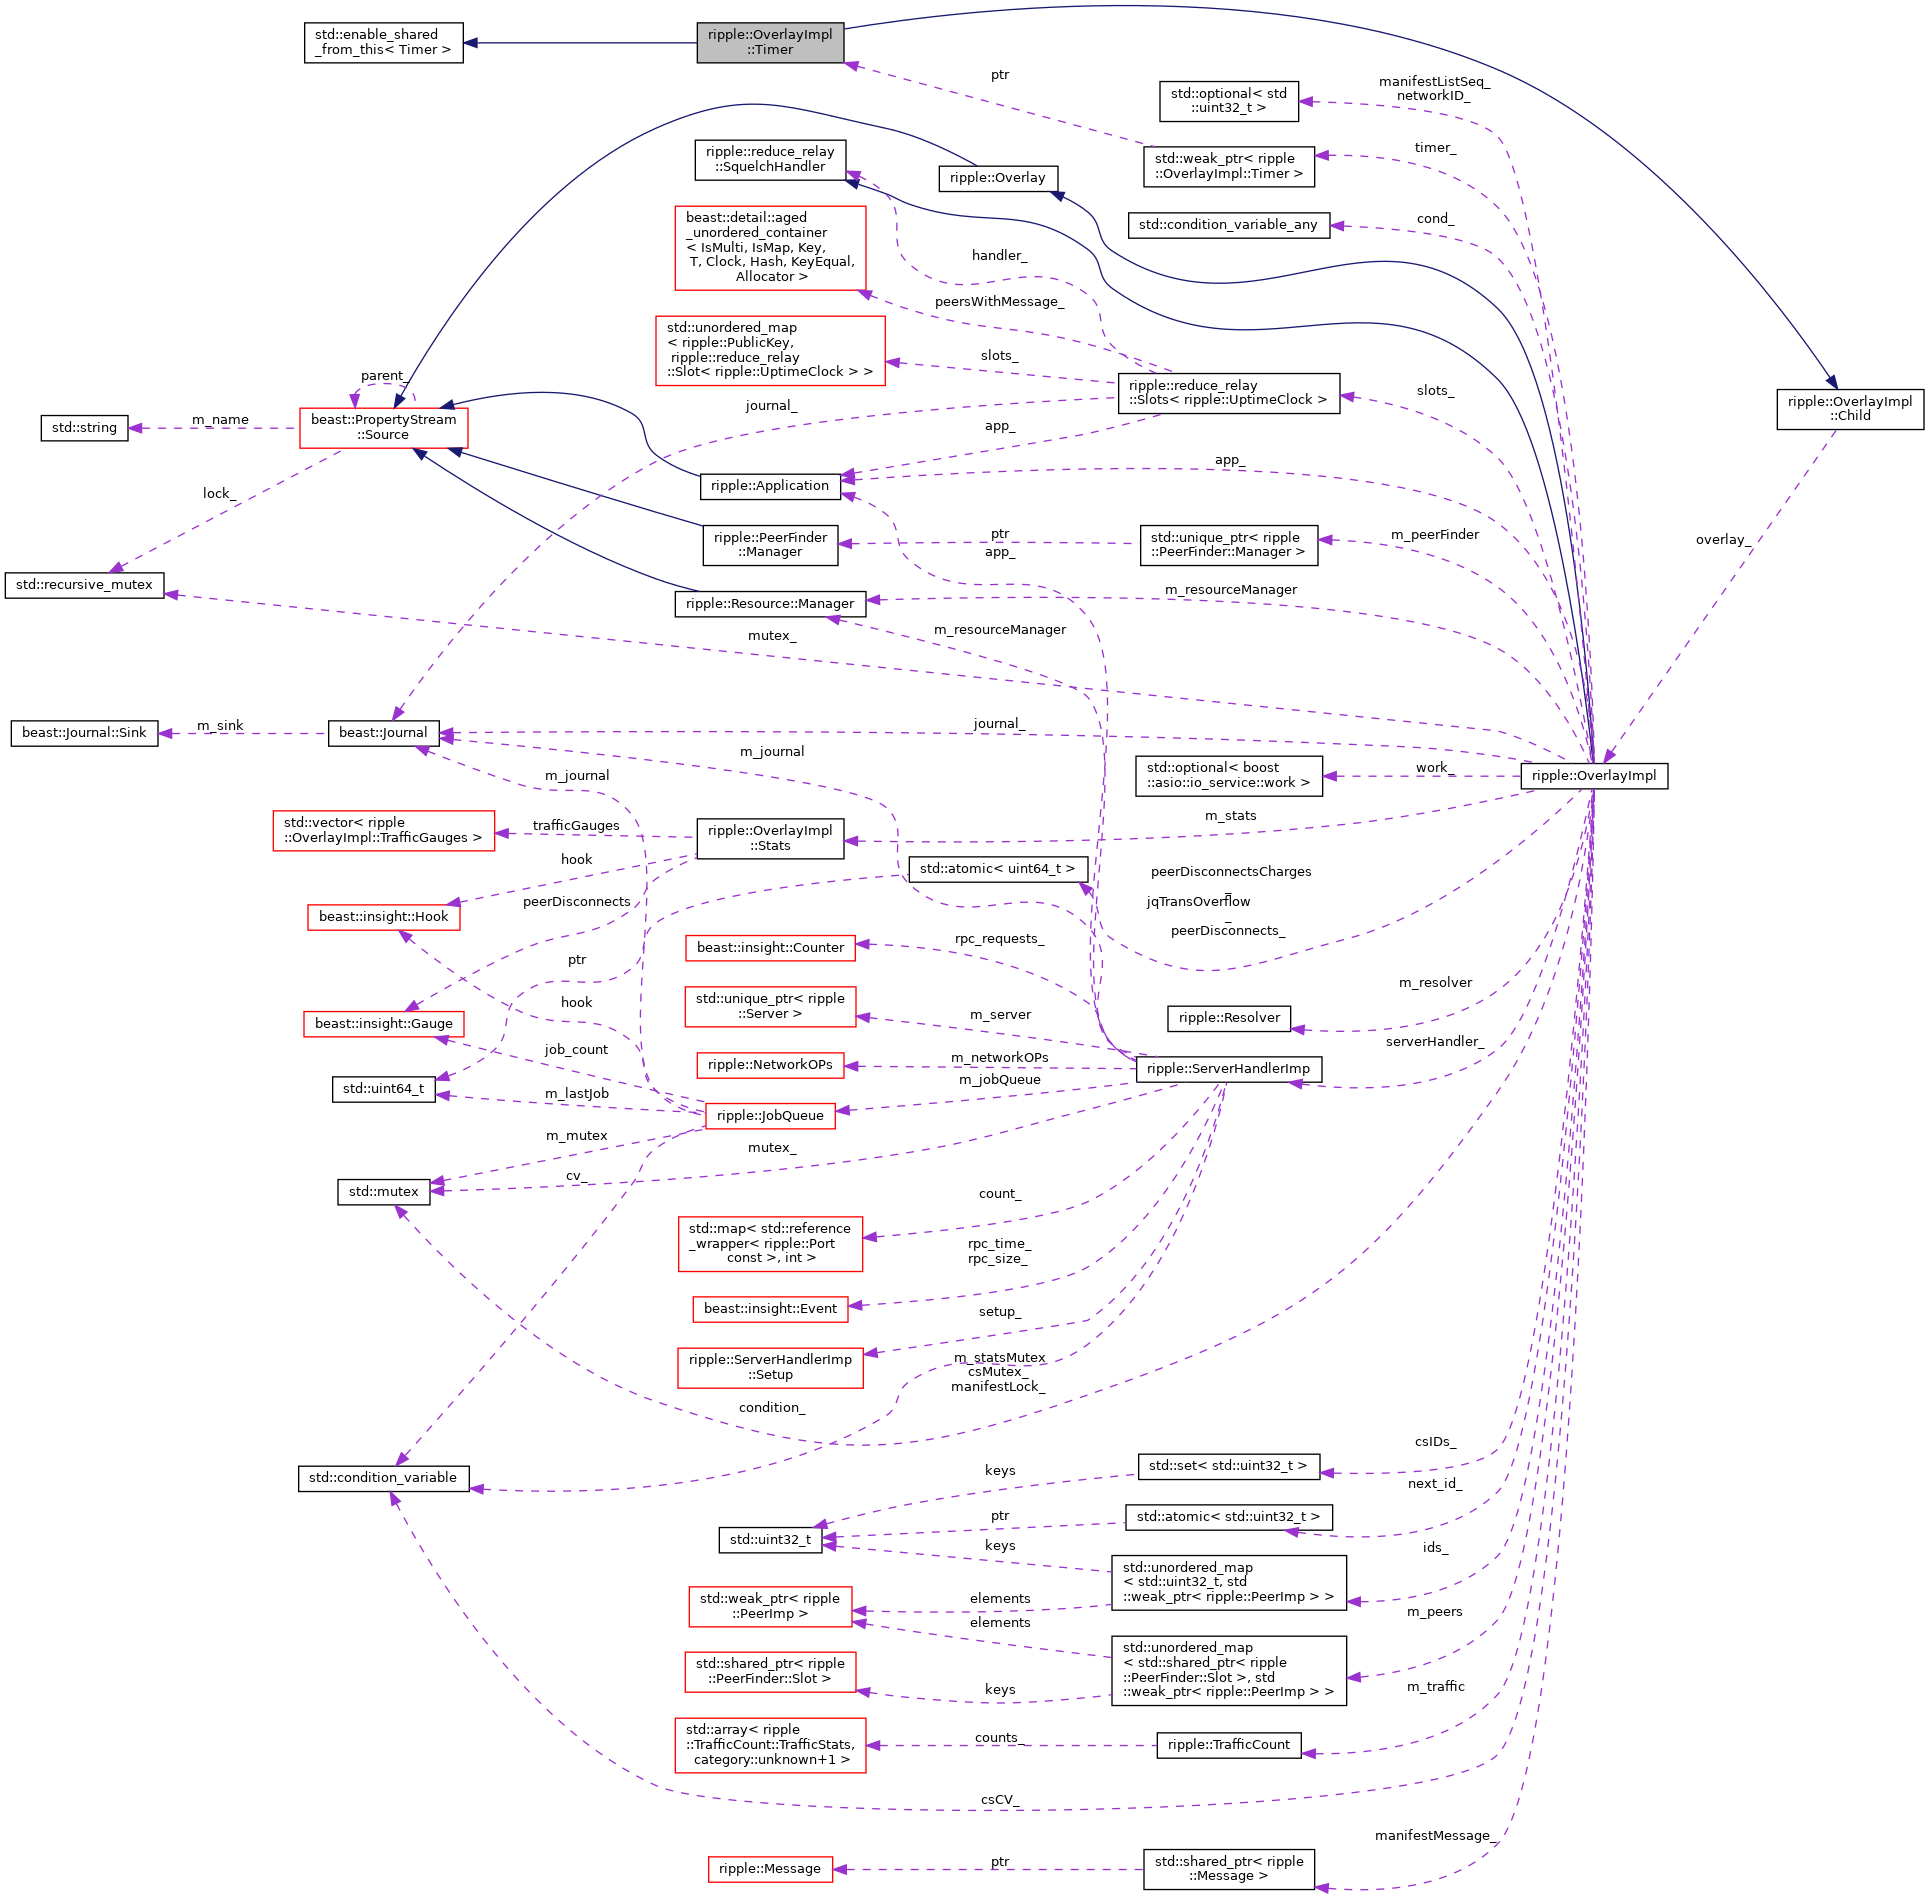 std::enable_shared
_from_this< Timer >
ripple::OverlayImpl
::Timer
ptr
manifestListSeq_
networkID_
std::optional< std
::uint32_t >
timer_
std::weak_ptr< ripple
::OverlayImpl::Timer >
ripple::reduce_relay
::SquelchHandler
ripple::Overlay
cond_
std::condition_variable_any
beast::detail::aged
_unordered_container
< IsMulti, IsMap, Key,
T, Clock, Hash, KeyEqual,
Allocator >
handler_
peersWithMessage_
std::unordered_map
< ripple::PublicKey,
ripple::reduce_relay
::Slot< ripple::UptimeClock > >
slots_
ripple::reduce_relay
::Slots< ripple::UptimeClock >
slots_
ripple::OverlayImpl
::Child
parent_
journal_
std::string
m_name
beast::PropertyStream
::Source
app_
app_
ripple::Application
lock_
ripple::PeerFinder
::Manager
ptr
app_
std::unique_ptr< ripple
::PeerFinder::Manager >
m_peerFinder
overlay_
std::recursive_mutex
ripple::Resource::Manager
m_resourceManager
mutex_
m_resourceManager
beast::Journal::Sink
m_sink
beast::Journal
journal_
m_journal
m_journal
std::optional< boost
::asio::io_service::work >
work_
ripple::OverlayImpl
std::vector< ripple
::OverlayImpl::TrafficGauges >
trafficGauges
ripple::OverlayImpl
::Stats
m_stats
hook
std::atomic< uint64_t >
peerDisconnectsCharges
_
jqTransOverflow
_
peerDisconnects_
peerDisconnects
beast::insight::Hook
beast::insight::Counter
rpc_requests_
ptr
m_resolver
hook
std::unique_ptr< ripple
::Server >
m_server
ripple::Resolver
beast::insight::Gauge
job_count
serverHandler_
ripple::NetworkOPs
m_networkOPs
ripple::ServerHandlerImp
std::uint64_t
m_lastJob
m_jobQueue
ripple::JobQueue
m_mutex
mutex_
cv_
std::mutex
count_
std::map< std::reference
_wrapper< ripple::Port
const >, int >
rpc_time_
rpc_size_
beast::insight::Event
setup_
ripple::ServerHandlerImp
::Setup
m_statsMutex
csMutex_
manifestLock_
condition_
std::condition_variable
csIDs_
std::set< std::uint32_t >
keys
next_id_
std::atomic< std::uint32_t >
ptr
std::uint32_t
keys
ids_
std::unordered_map
< std::uint32_t, std
::weak_ptr< ripple::PeerImp > >
std::weak_ptr< ripple
::PeerImp >
elements
elements
m_peers
std::unordered_map
< std::shared_ptr< ripple
::PeerFinder::Slot >, std
::weak_ptr< ripple::PeerImp > >
std::shared_ptr< ripple
::PeerFinder::Slot >
keys
m_traffic
std::array< ripple
::TrafficCount::TrafficStats,
category::unknown+1 >
counts_
ripple::TrafficCount
csCV_
manifestMessage_
ripple::Message
ptr
std::shared_ptr< ripple
::Message >